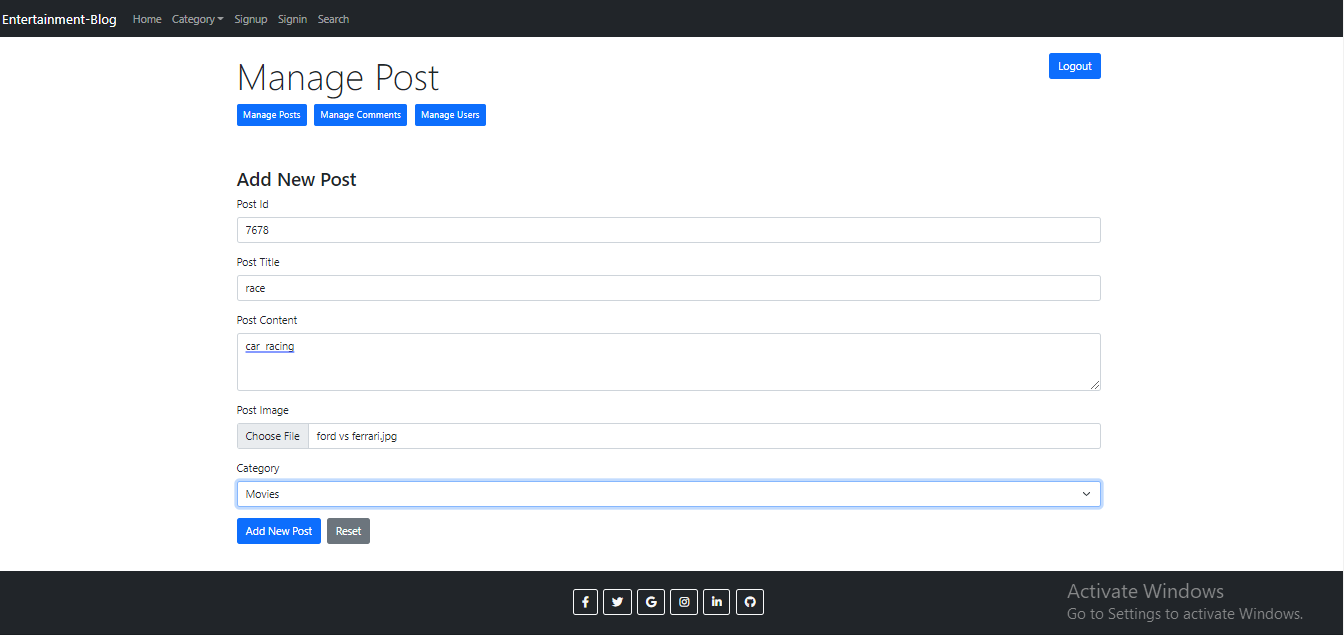 Entertainment-Blog Home Category Signup Signin Search
Manage Post
Logout
Manage Posts Manage Comments Manage Users
Add New Post
Post Id
7678
Post Title
race
Post Content
car_racing
Post Image
Choose File ford vs ferrari.jpg
Category
Movies
Add New Post Reset
Activate Windows
Go to Settings to activate Windows.